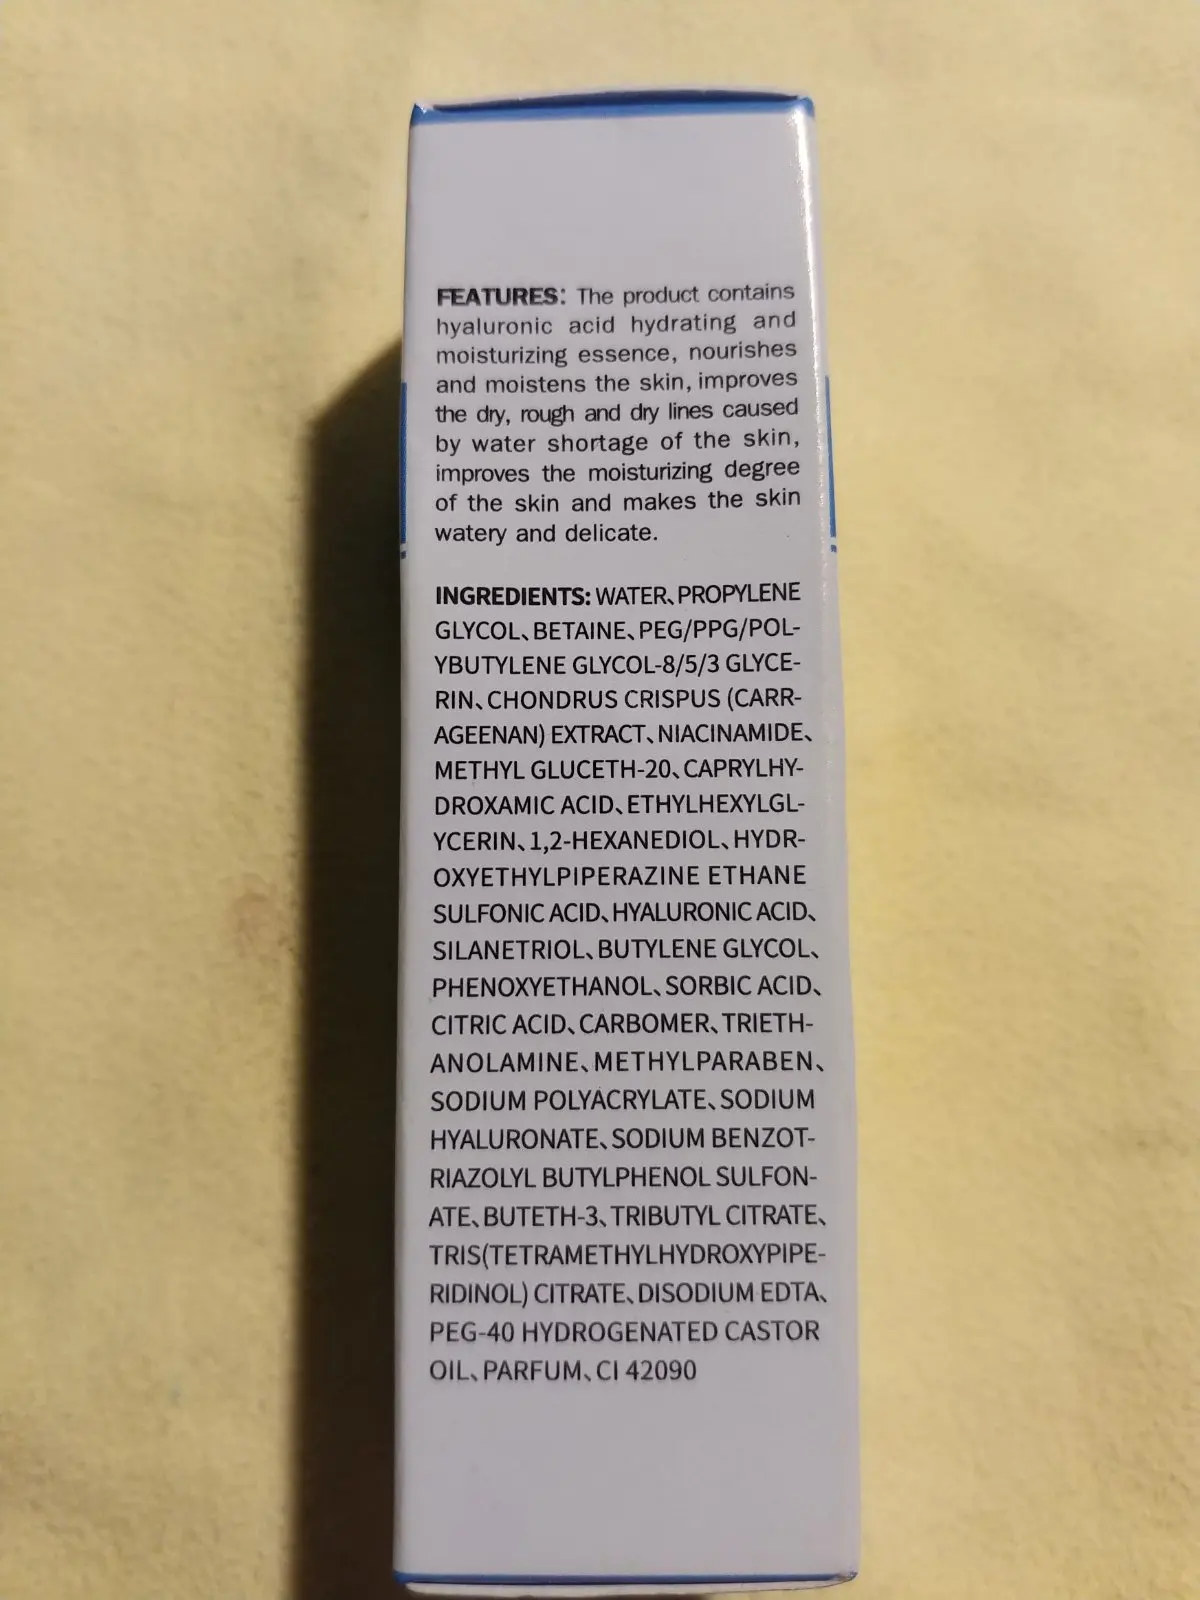 FEATURES: The product contains
hyaluronic acid hydrating and
moisturizing essence, nourishes
and moistens the skin, improves
the dry, rough and dry lines caused
by water shortage of the skin,
improves the moisturizing degree
of the skin and makes the skin
watery and delicate.
INGREDIENTS: WATER、PROPYLENE
GLYCOL、BETAINE、PEG/PPG/POL-
YBUTYLENE GLYCOL-8/5/3 GLYCE-
RIN、CHONDRUS CRISPUS (CARR-
AGEENAN) EXTRACT、NIACINAMIDE、
METHYL GLUCETH-20、CAPRYLHY-
DROXAMIC ACID、ETHYLHEXYLGL-
YCERIN、1,2-HEXANEDIOL、HYDR-
OXYETHYLPIPERAZINE ETHANE
SULFONIC ACID、HYALURONIC ACID、
SILANETRIOL、BUTYLENE GLYCOL、
PHENOXYETHANOL、SORBIC ACID、
CITRIC ACID、CARBOMER、TRIETH-
ANOLAMINE、METHYLPARABEN、
SODIUM POLYACRYLATE、SODIUM
HYALURONATE、SODIUM BENZOT-
RIAZOLYL BUTYLPHENOL SULFON-
ATE、BUTETH-3、TRIBUTYL CITRATE、
TRIS(TETRAMETHYLHYDROXYPIPE-
RIDINOL) CITRATE、DISODIUM EDTA、
PEG-40 HYDROGENATED CASTOR
OIL、PARFUM、CI 42090